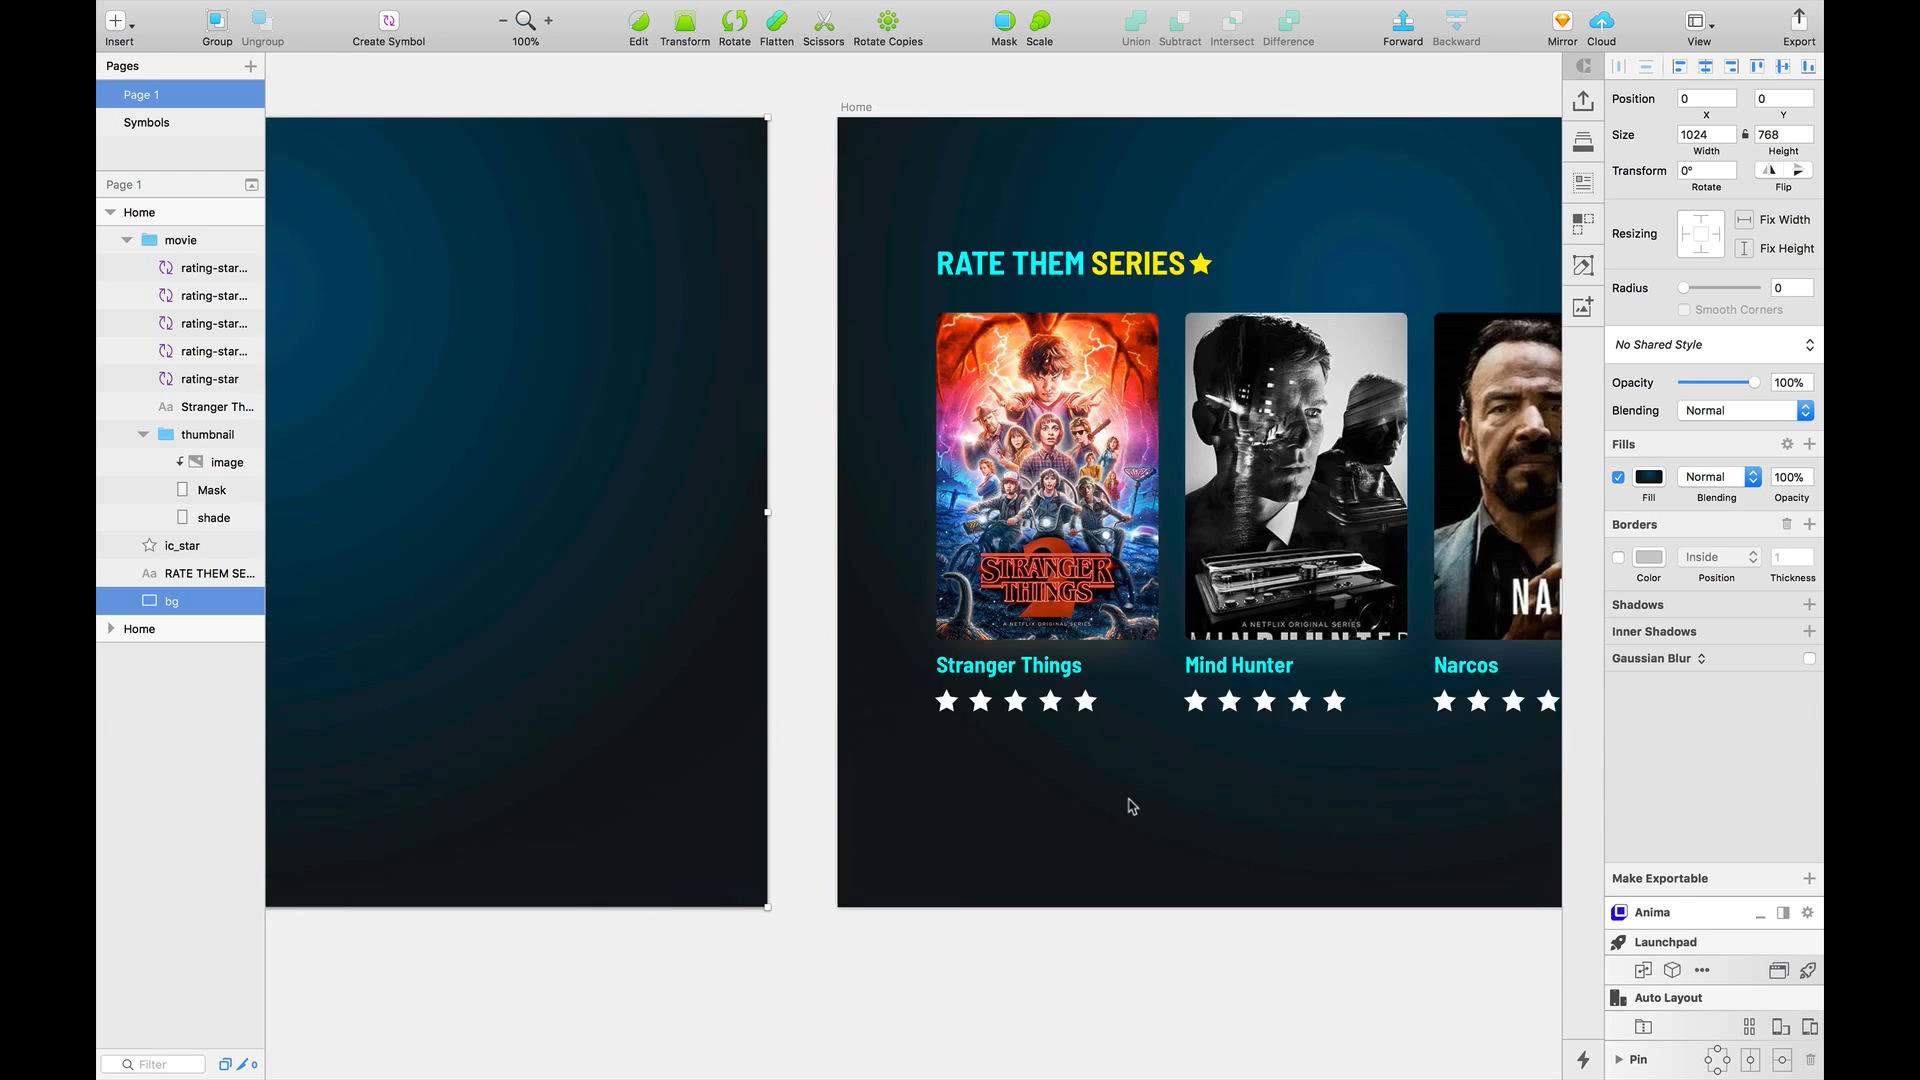 Insert
Group
Ungroup
Create Symbol
100%
Edit
Transform
Rotate
Flatten
Scissors
Rotate Copies
Mask
Scale
Union
Subtract
Intersect
Difference
Forward
Backward
Mirror
Cloud
View
Export
Pages
Page 1
Symbols
Page 1
Home
movie
rating-star...
rating-star...
rating-star...
rating-star...
rating-star
Aa Stranger Th...
thumbnail
image
Mask
shade
ic_star
Aa RATE THEM SE...
bg
Home
Filter
0
Home
RATE THEM SERIES
STRANGER
THINGS
2
A NETFLIX ORIGINAL SERIES
Stranger Things
A NETFLIX ORIGINAL SERIES
MINDHUNTER
Mind Hunter
NA
Narcos
Position 0 0
X Y
Size 1024 768
Width Height
Transform 0°
Rotate Flip
Resizing
Fix Width
Fix Height
Radius 0
Smooth Corners
No Shared Style
Opacity 100%
Blending Normal
Fills
Normal 100%
Fill Blending Opacity
Borders
Inside 1
Color Position Thickness
Shadows
Inner Shadows
Gaussian Blur
Make Exportable
Anima
Launchpad
Auto Layout
Pin